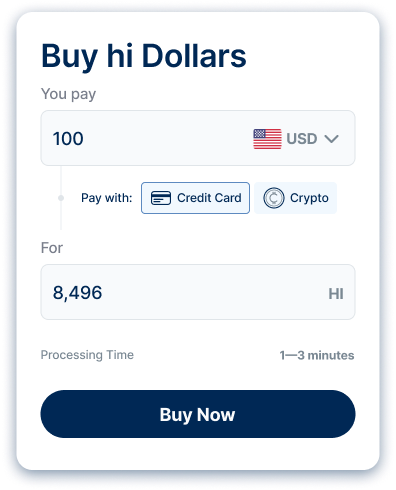 Buy hi Dollars
You pay
100 USD
Pay with: Credit Card Crypto
For
8,496 HI
Processing Time 1—3 minutes
Buy Now